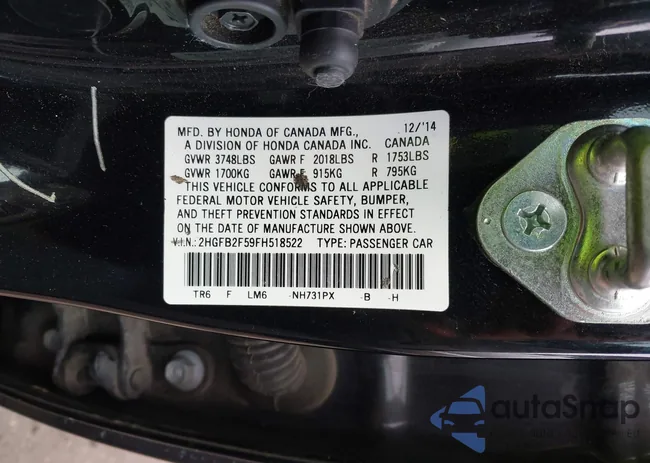 MFD. BY HONDA OF CANADA MFG., 12/'14
A DIVISION OF HONDA CANADA INC. CANADA
GVWR 3748LBS GAWR F 2018LBS R 1753LBS
GVWR 1700KG GAWR F 915KG R 795KG
THIS VEHICLE CONFORMS TO ALL APPLICABLE
FEDERAL MOTOR VEHICLE SAFETY, BUMPER,
AND THEFT PREVENTION STANDARDS IN EFFECT
ON THE DATE OF MANUFACTURE SHOWN ABOVE.
V.I.N.: 2HGFB2F59FH518522 TYPE: PASSENGER CAR
TR6 F LM6 -NH731PX -B -H
autoSnap